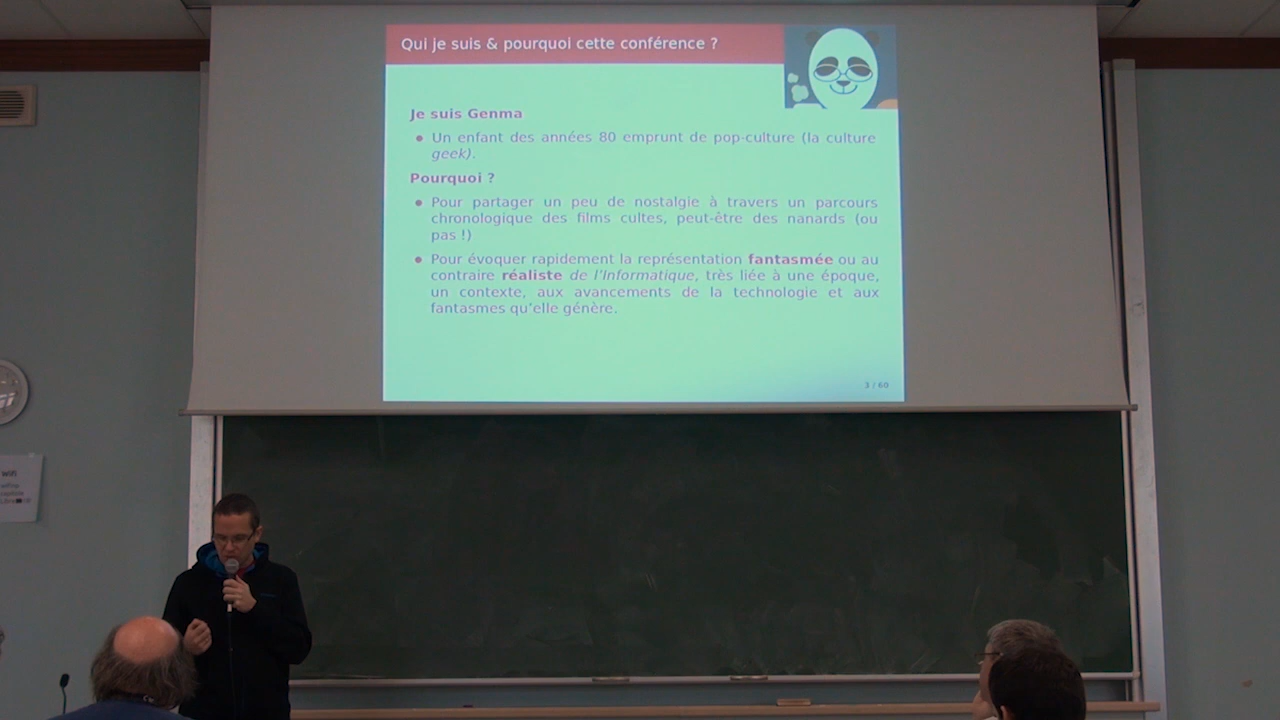 Qui je suis & pourquoi cette conférence ?
Je suis Genma
• Un enfant des années 80 emprunt de pop-culture (la culture
geek).
Pourquoi ?
• Pour partager un peu de nostalgie à travers un parcours
chronologique des films cultes, peut-être des nanards (ou
pas !)
• Pour évoquer rapidement la représentation fantasmée ou au
contraire réaliste de l'Informatique, très liée à une époque,
un contexte, aux avancements de la technologie et aux
fantasmes qu'elle génère.
3 / 60
Wifi